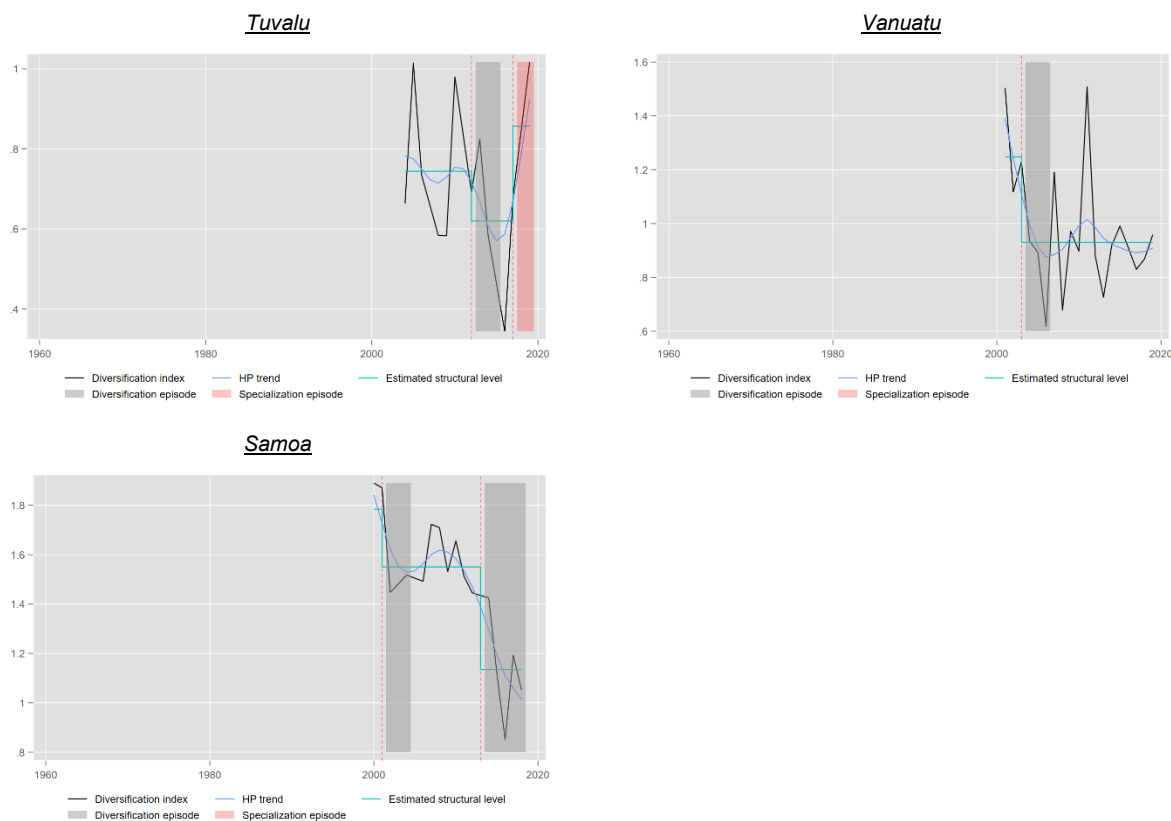 Tuvalu
1
.8
.6
.4
1960 1980 2000 2020
Diversification index HP trend Estimated structural level
Diversification episode Specialization episode
Vanuatu
1.6
1.4
1.2
1
.8
.6
1960 1980 2000 2020
Diversification index HP trend Estimated structural level
Diversification episode Specialization episode
Samoa
1.8
1.6
1.4
1.2
1
.8
1960 1980 2000 2020
Diversification index HP trend Estimated structural level
Diversification episode Specialization episode